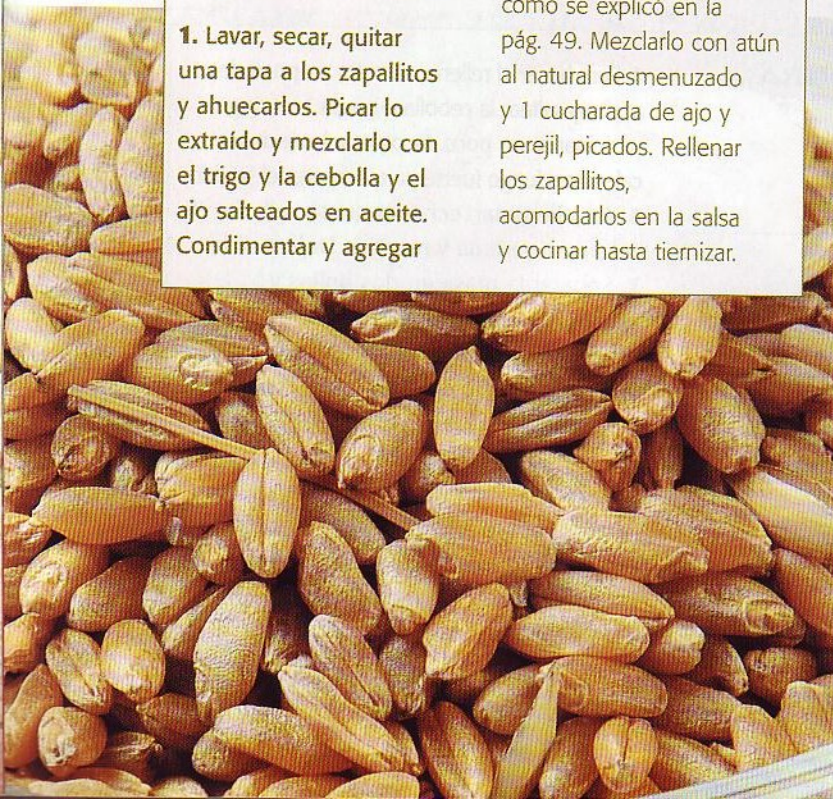 1. Lavar, secar, quitar
una tapa a los zapallitos
y ahuecarlos. Picar lo
extraído y mezclarlo con
el trigo y la cebolla y el
ajo salteados en aceite.
Condimentar y agregar
como se explicó en la
pág. 49. Mezclarlo con atún
al natural desmenuzado
y 1 cucharada de ajo y
perejil, picados. Rellenar
los zapallitos,
acomodarlos en la salsa
y cocinar hasta tiernizar.